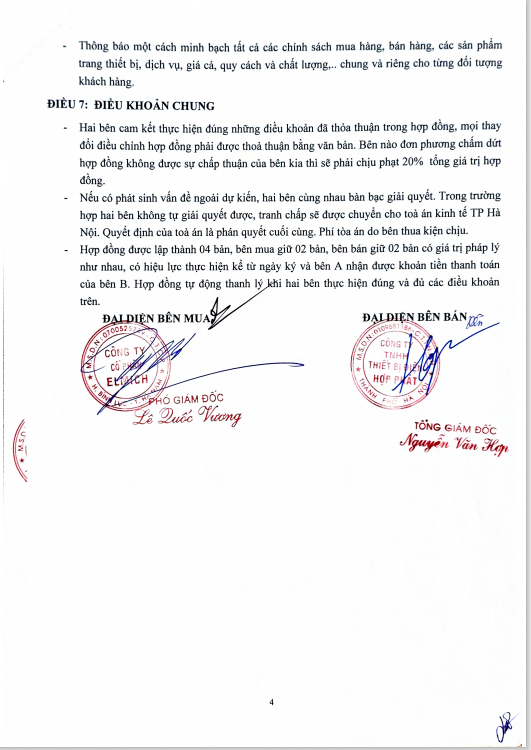 - Thông báo một cách minh bạch tất cả các chính sách mua hàng, bán hàng, các sản phẩm
trang thiết bị, dịch vụ, giá cả, quy cách và chất lượng,.. chung và riêng cho từng đối tượng
khách hàng.
ĐIỀU 7: ĐIỀU KHOẢN CHUNG
- Hai bên cam kết thực hiện đúng những điều khoản đã thỏa thuận trong hợp đồng, mọi thay
đổi điều chỉnh hợp đồng phải được thoả thuận bằng văn bản. Bên nào đơn phương chấm dứt
hợp đồng không được sự chấp thuận của bên kia thì sẽ phải chịu phạt 20% tổng giá trị hợp
đồng.
- Nếu có phát sinh vấn đề ngoài dự kiến, hai bên cùng nhau bàn bạc giải quyết. Trong trường
hợp hai bên không tự giải quyết được, tranh chấp sẽ được chuyển cho toà án kinh tế TP Hà
Nội. Quyết định của toà án là phán quyết cuối cùng. Phí tòa án do bên thua kiện chịu.
- Hợp đồng được lập thành 04 bản, bên mua giữ 02 bản, bên bán giữ 02 bản có giá trị pháp lý
như nhau, có hiệu lực thực hiện kể từ ngày ký và bên A nhận được khoản tiền thanh toán
của bên B. Hợp đồng tự động thanh lý khi hai bên thực hiện đúng và đủ các điều khoản
trên.
ĐẠI DIỆN BÊN MUA
ĐẠI DIỆN BÊN BÁN
CÔNG TY
CỔ PHẦN
CÔNG TY
TNHH
THIẾT BỊ ĐIỆN
HỢP PHÁT
THÀNH PHỐ HÀ NỘI
PHÓ GIÁM ĐỐC
Lê Quốc Vương
TỔNG GIÁM ĐỐC
Nguyễn Văn Hợp
M.S.D.N
4